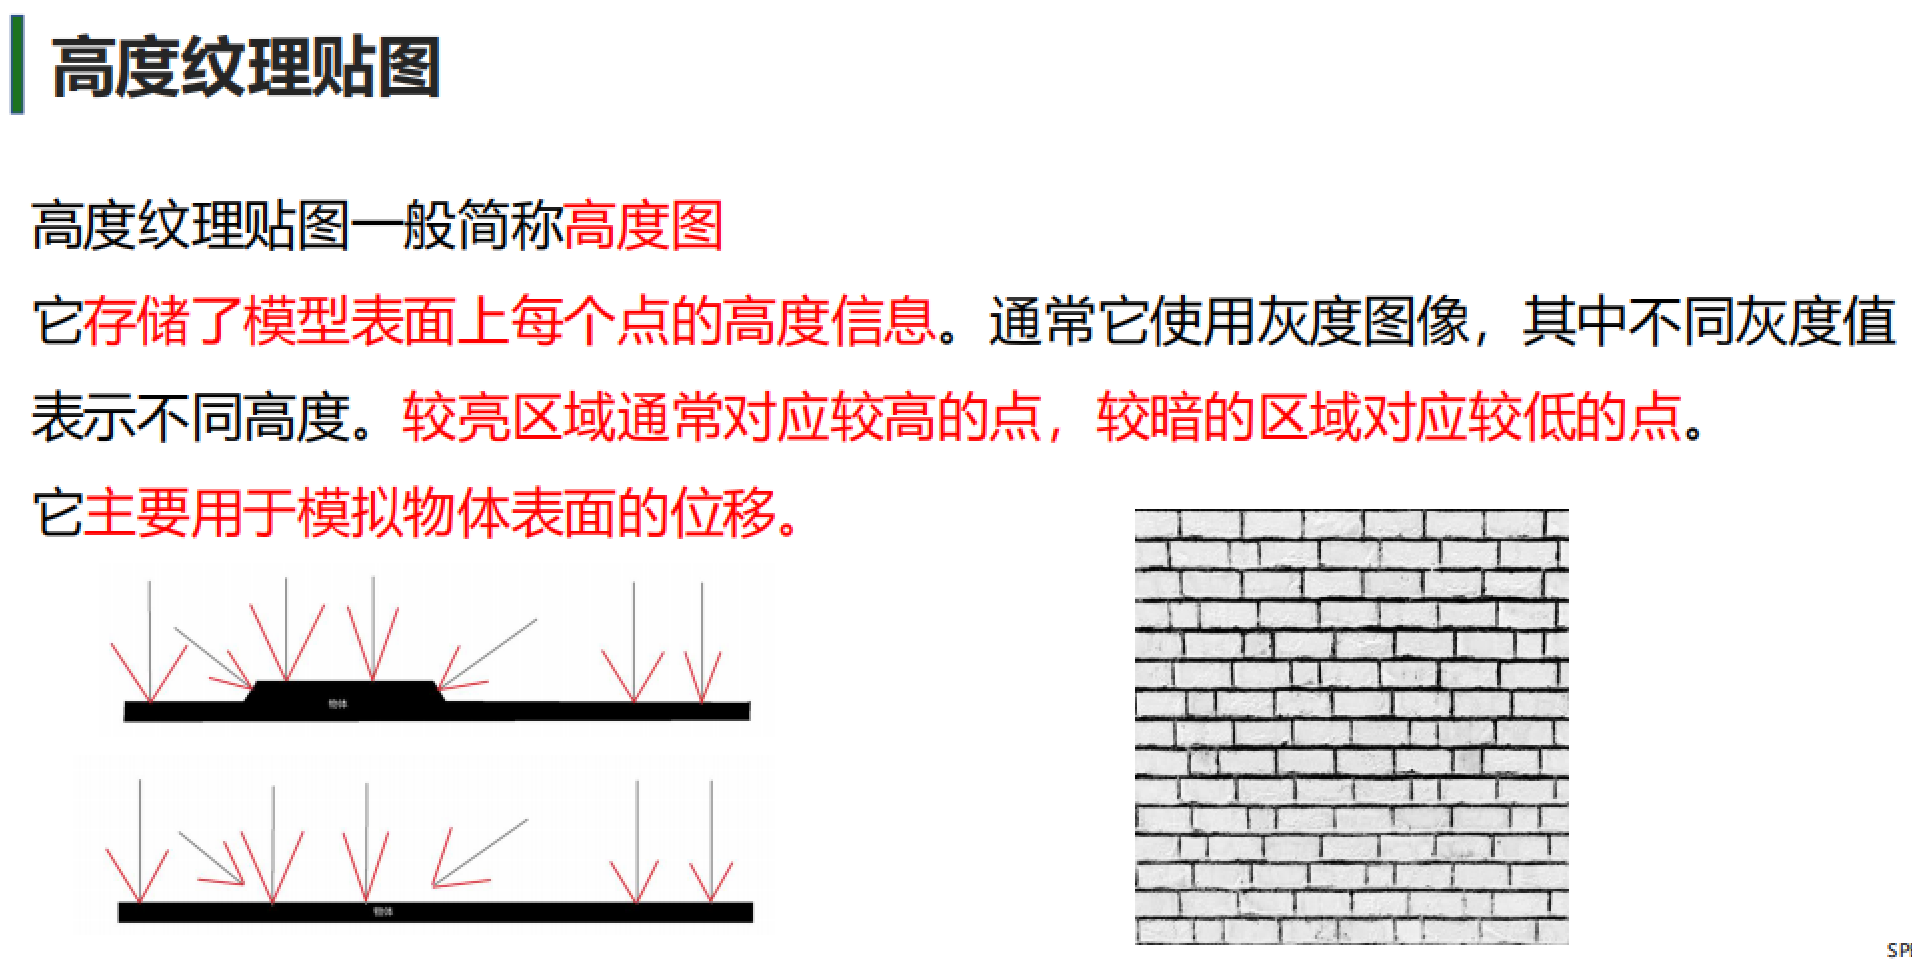 高度纹理贴图
高度纹理贴图一般简称高度图
它存储了模型表面上每个点的高度信息。通常它使用灰度图像，其中不同灰度值
表示不同高度。较亮区域通常对应较高的点，较暗的区域对应较低的点。
它主要用于模拟物体表面的位移。
物体
物体